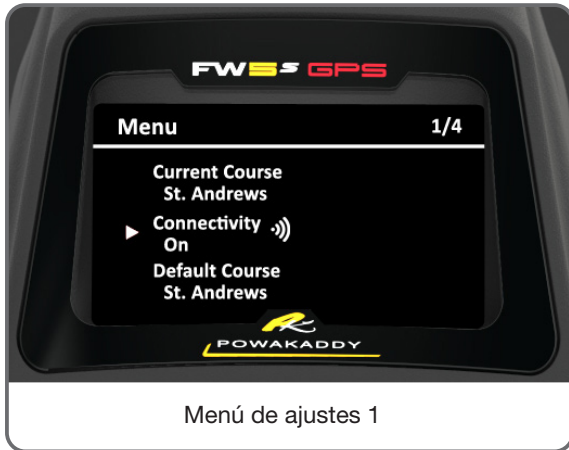 FW5s GPS
Menu 1/4
Current Course
St. Andrews
Connectivity
On
Default Course
St. Andrews
POWAKADDY
Menú de ajustes 1